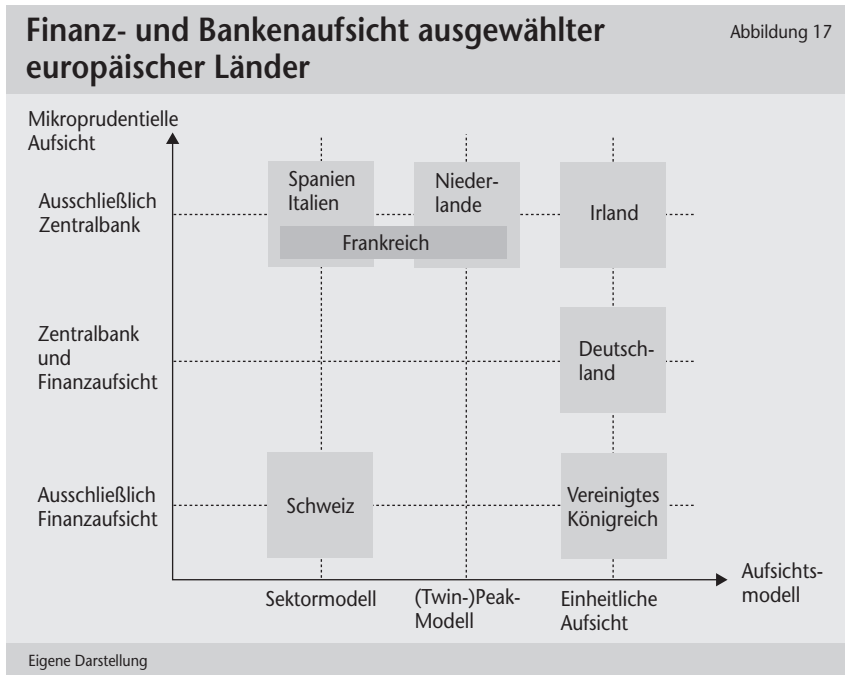 Finanz- und Bankenaufsicht ausgewählter
europäischer Länder
Abbildung 17
Mikroprudentielle
Aufsicht
Ausschließlich
Zentralbank
Spanien
Italien
Nieder-
lande
Frankreich
Irland
Zentralbank
und
Finanzaufsicht
Deutsch-
land
Ausschließlich
Finanzaufsicht
Schweiz
Vereinigtes
Königreich
Sektormodell
(Twin-)Peak-
Modell
Einheitliche
Aufsicht
Aufsichts-
modell
Eigene Darstellung